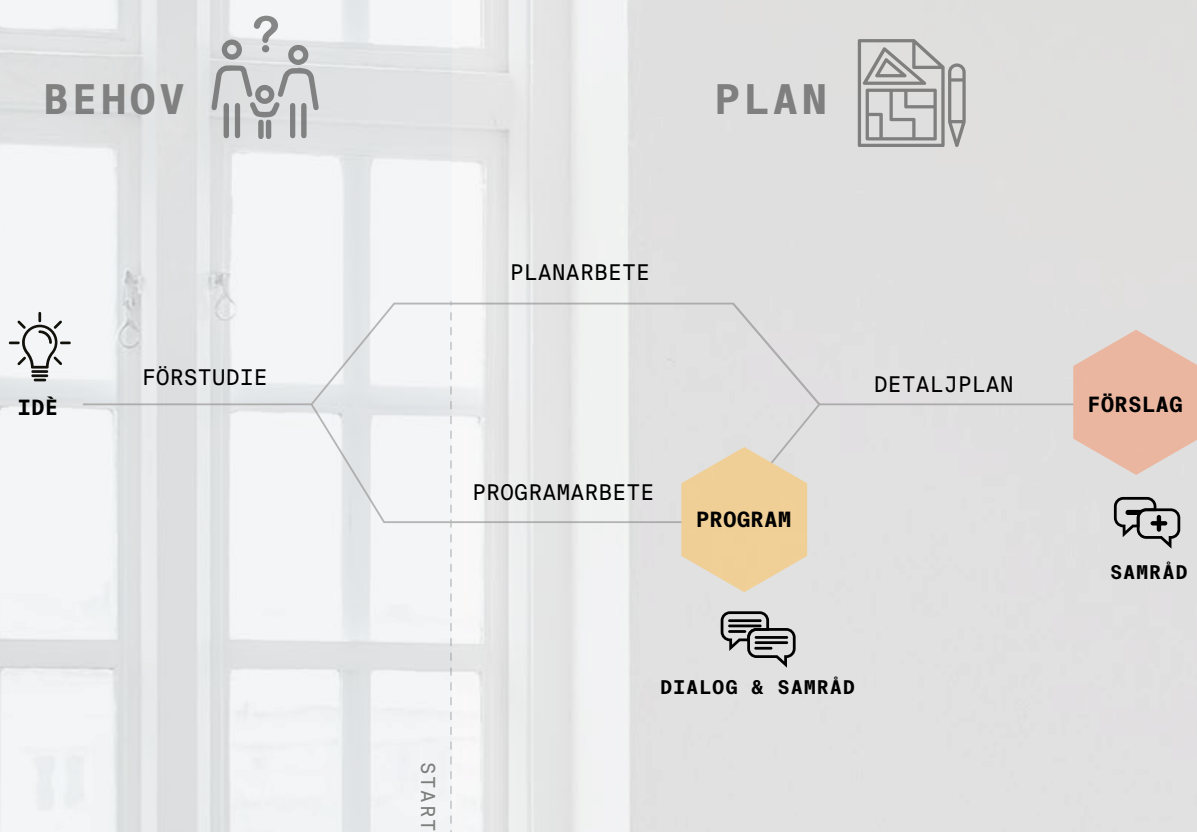 BEHOV
PLAN
PLANARBETE
FÖRSTUDIE
IDÈ
DETALJPLAN
FÖRSLAG
PROGRAMARBETE
PROGRAM
SAMRÅD
DIALOG & SAMRÅD
START